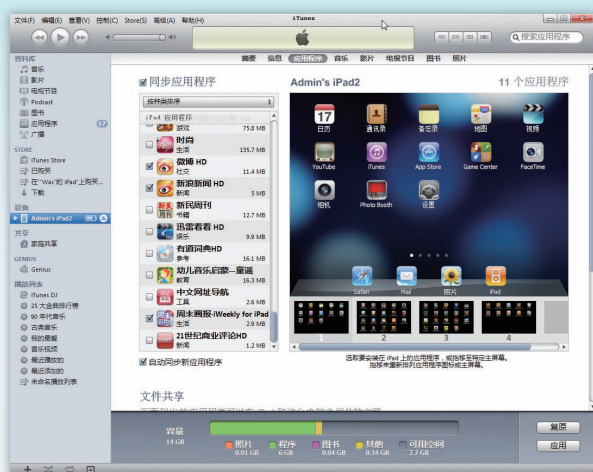 iTunes
文件(F) 编辑(E) 查看(V) 控制(C) Store(S) 高级(A) 帮助(H)
搜索应用程序
摘要 信息 应用程序 音乐 影片 电视节目 图书 照片
资料库
音乐
影片
电视节目
Podcast
图书
应用程序
广播
STORE
iTunes Store
已购买
在“Was”的 iPad”上购买...
下载
设备
Admin's iPad2
共享
家庭共享
GENIUS
Genius
播放列表
iTunes DJ
25 大金曲排行榜
90 年代音乐
古典音乐
我的最爱
音乐视频
最近播放的
最近添加的
未命名播放列表
同步应用程序
按种类排序
iPad 应用程序
游戏 75.8 MB
时尚
生活 135.7 MB
微博 HD
社交 11.4 MB
新浪新闻 HD
新闻 5 MB
新民周刊
书籍 12.7 MB
迅雷看看 HD
娱乐 9.9 MB
有道词典HD
参考 16.1 MB
幼儿音乐启蒙—童谣
教育 16.3 MB
中文网址导航
工具 2.6 MB
周末画报-iWeekly for iPad
生活 2.9 MB
21世纪商业评论HD
新闻 1.2 MB
自动同步新应用程序
Admin's iPad2 11 个应用程序
17
日历 通讯录 备忘录 地图 视频
YouTube iTunes App Store Game Center FaceTime
相机 Photo Booth 设置
Safari Mail 照片 iPod
1 2 3 4
选取要安装在 iPad 上的应用程序，或拖移至特定主屏幕。
拖移来重新排列应用程序图标或主屏幕。
文件共享
容量
14 GB
照片 程序 图书 其他 可用空间
0.01 GB 6 GB 0.04 GB 0.34 GB 7.7 GB
复原
应用